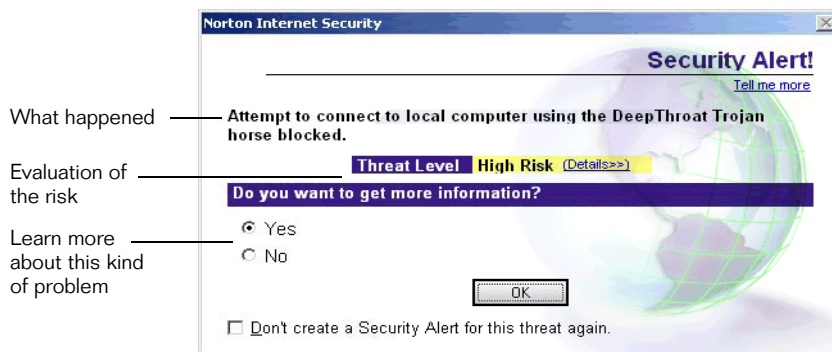 Norton Internet Security
Security Alert!
Tell me more
What happened
Attempt to connect to local computer using the DeepThroat Trojan
horse blocked.
Evaluation of
the risk
Threat Level High Risk (Details>>)
Do you want to get more information?
Learn more
about this kind
of problem
Yes
No
OK
Don't create a Security Alert for this threat again.